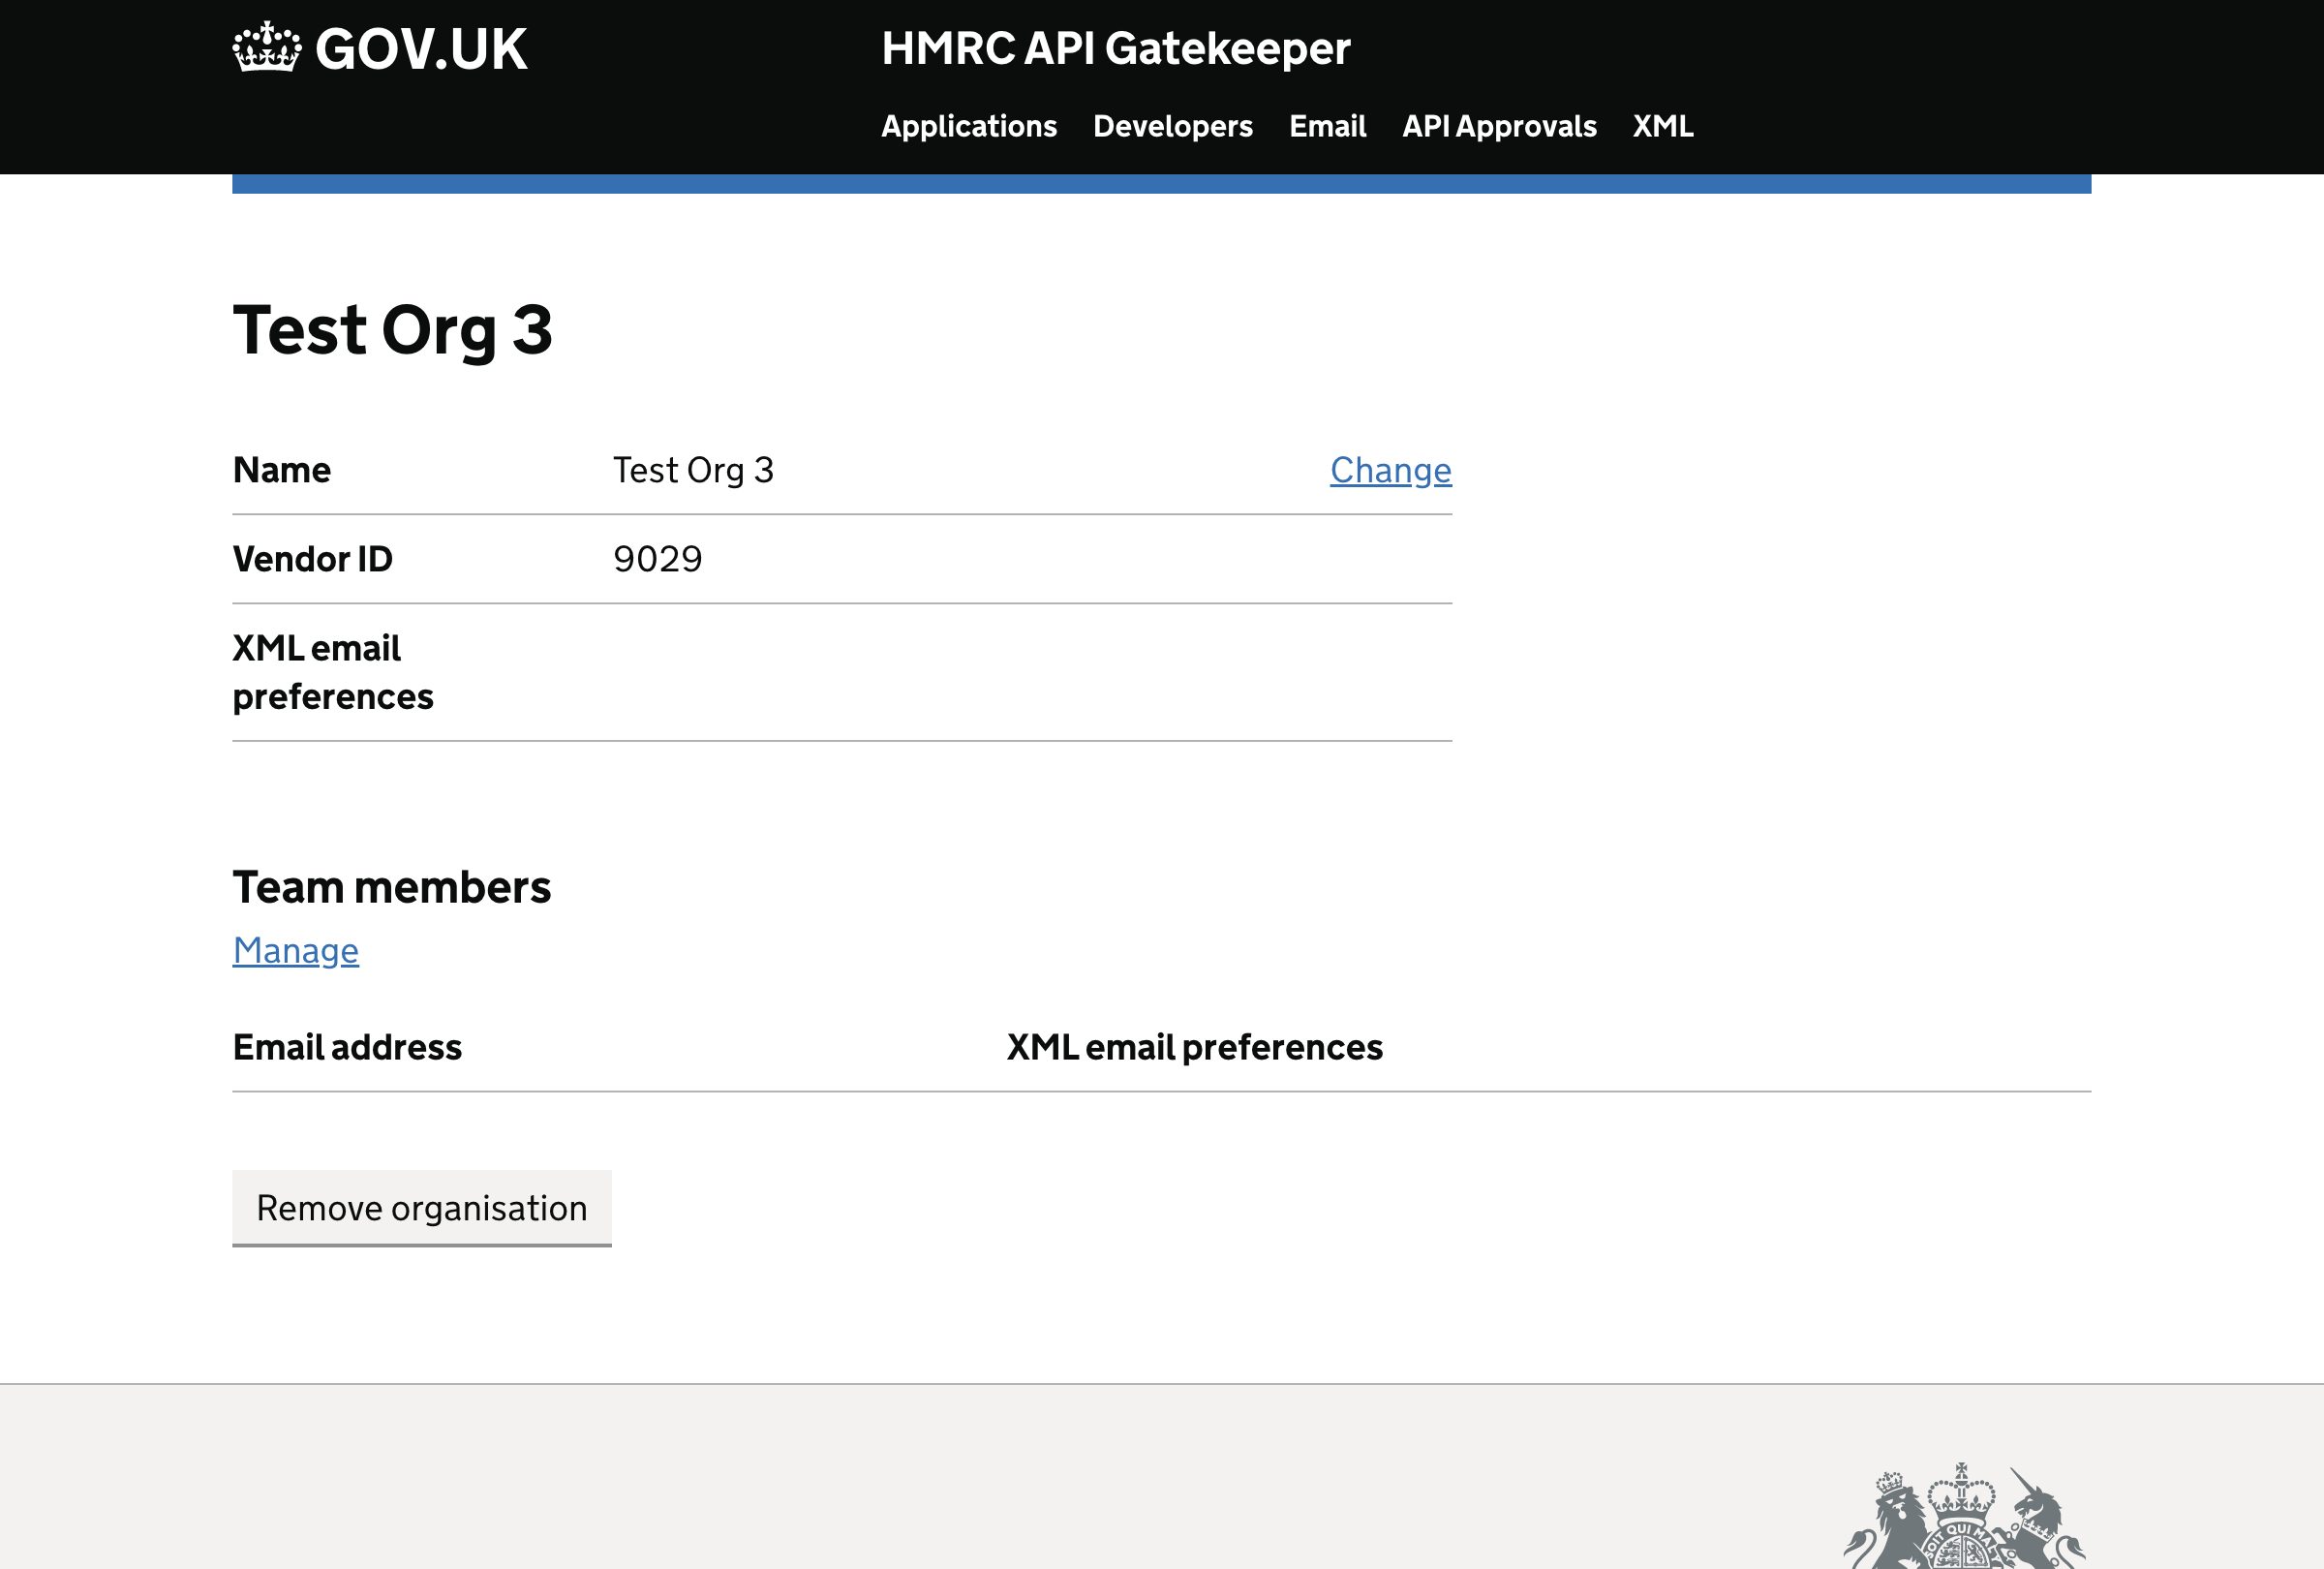 GOV.UK
HMRC API Gatekeeper
Applications Developers Email API Approvals XML
Test Org 3
Name Test Org 3 Change
Vendor ID 9029
XML email
preferences
Team members
Manage
Email address XML email preferences
Remove organisation
SOIT QUI MAL